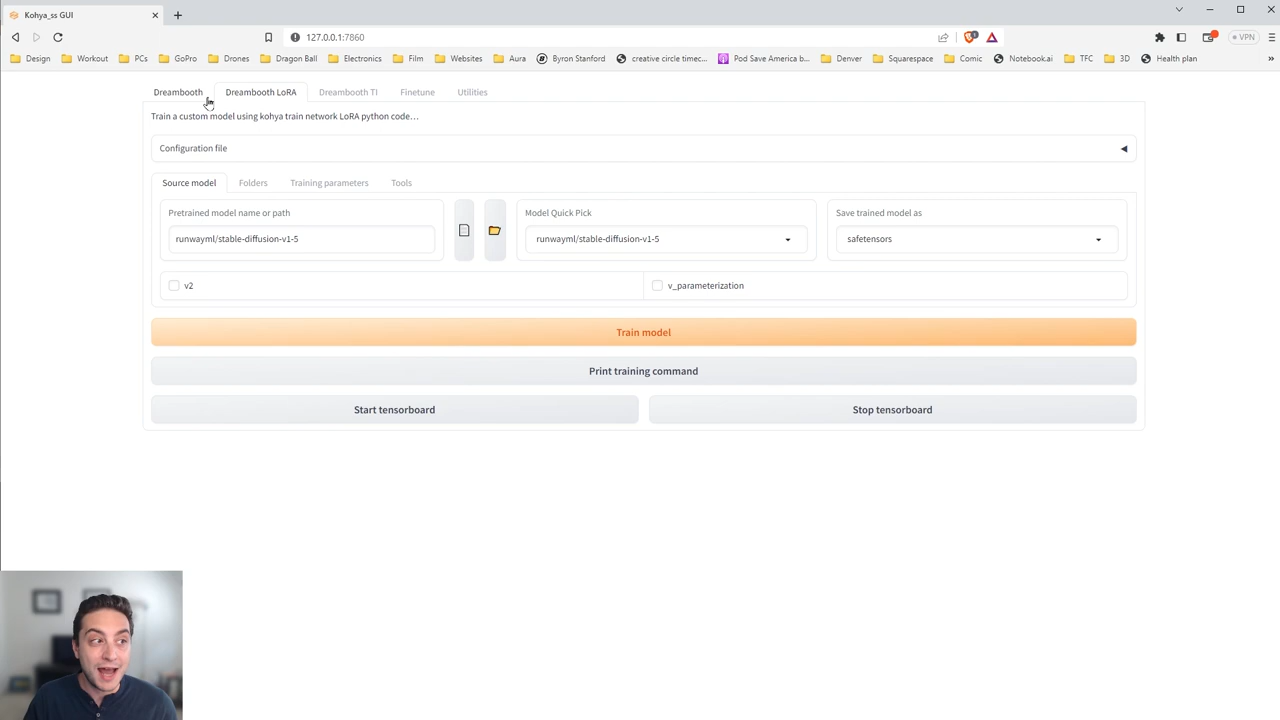 Kohya_ss GUI
127.0.0.1:7860
VPN
Design Workout PCs GoPro Drones Dragon Ball Electronics Film Websites Aura Byron Stanford creative circle timec... Pod Save America b... Denver Squarespace Comic Notebook.ai TFC 3D Health plan
Dreambooth Dreambooth LoRA Dreambooth TI Finetune Utilities
Train a custom model using kohya train network LoRA python code...
Configuration file
Source model Folders Training parameters Tools
Pretrained model name or path Model Quick Pick Save trained model as
runwayml/stable-diffusion-v1-5 runwayml/stable-diffusion-v1-5 safetensors
v2 v_parameterization
Train model
Print training command
Start tensorboard Stop tensorboard